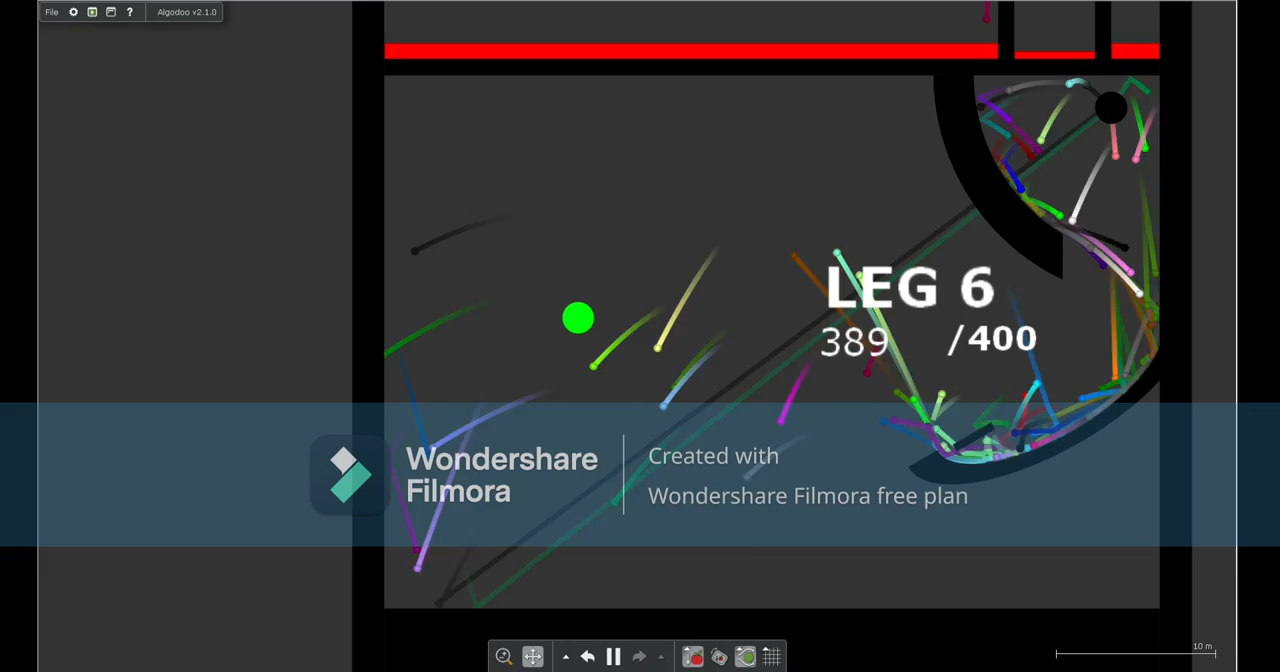 File ? Algodoo v2.1.0
LEG 6
389 /400
Wondershare
Filmora
Created with
Wondershare Filmora free plan
10 m